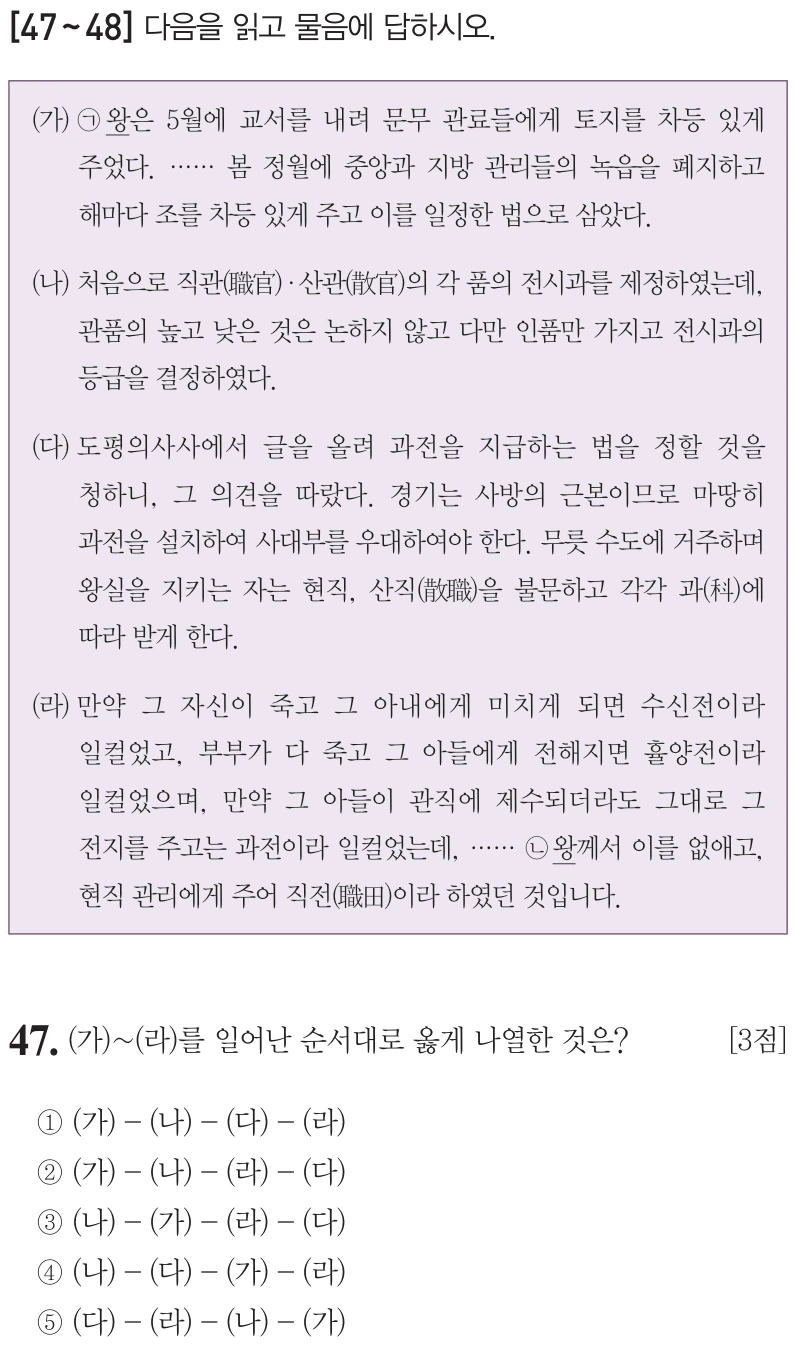 [47~48] 다음을 읽고 물음에 답하시오.
(가) ㉠ 왕은 5월에 교서를 내려 문무 관료들에게 토지를 차등 있게
주었다. …… 봄 정월에 중앙과 지방 관리들의 녹읍을 폐지하고
해마다 조를 차등 있게 주고 이를 일정한 법으로 삼았다.
(나) 처음으로 직관(職官)·산관(散官)의 각 품의 전시과를 제정하였는데,
관품의 높고 낮은 것은 논하지 않고 다만 인품만 가지고 전시과의
등급을 결정하였다.
(다) 도평의사사에서 글을 올려 과전을 지급하는 법을 정할 것을
청하니, 그 의견을 따랐다. 경기는 사방의 근본이므로 마땅히
과전을 설치하여 사대부를 우대하여야 한다. 무릇 수도에 거주하며
왕실을 지키는 자는 현직, 산직(散職)을 불문하고 각각 과(科)에
따라 받게 한다.
(라) 만약 그 자신이 죽고 그 아내에게 미치게 되면 수신전이라
일컬었고, 부부가 다 죽고 그 아들에게 전해지면 휼양전이라
일컬었으며, 만약 그 아들이 관직에 제수되더라도 그대로 그
전지를 주고는 과전이라 일컬었는데, …… ㉡ 왕께서 이를 없애고,
현직 관리에게 주어 직전(職田)이라 하였던 것입니다.
47. (가)~(라)를 일어난 순서대로 옳게 나열한 것은? [3점]
① (가) – (나) – (다) – (라)
② (가) – (나) – (라) – (다)
③ (나) – (가) – (라) – (다)
④ (나) – (다) – (가) – (라)
⑤ (다) – (라) – (나) – (가)